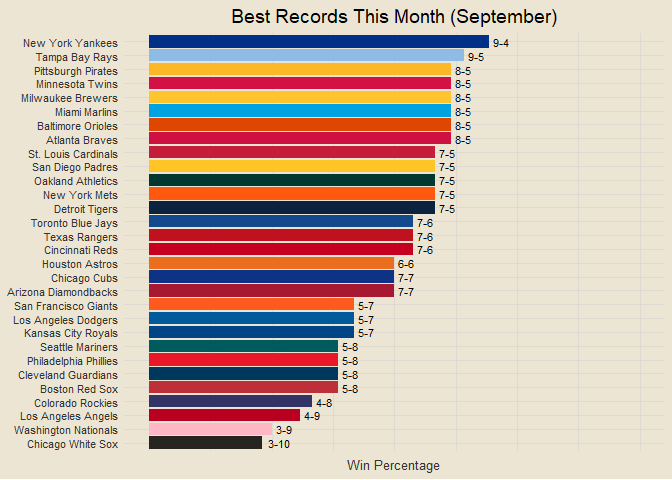 Best Records This Month (September)
New York Yankees 9-4
Tampa Bay Rays 9-5
Pittsburgh Pirates 8-5
Minnesota Twins 8-5
Milwaukee Brewers 8-5
Miami Marlins 8-5
Baltimore Orioles 8-5
Atlanta Braves 8-5
St. Louis Cardinals 7-5
San Diego Padres 7-5
Oakland Athletics 7-5
New York Mets 7-5
Detroit Tigers 7-5
Toronto Blue Jays 7-6
Texas Rangers 7-6
Cincinnati Reds 7-6
Houston Astros 6-6
Chicago Cubs 7-7
Arizona Diamondbacks 7-7
San Francisco Giants 5-7
Los Angeles Dodgers 5-7
Kansas City Royals 5-7
Seattle Mariners 5-8
Philadelphia Phillies 5-8
Cleveland Guardians 5-8
Boston Red Sox 5-8
Colorado Rockies 4-8
Los Angeles Angels 4-9
Washington Nationals 3-9
Chicago White Sox 3-10
Win Percentage